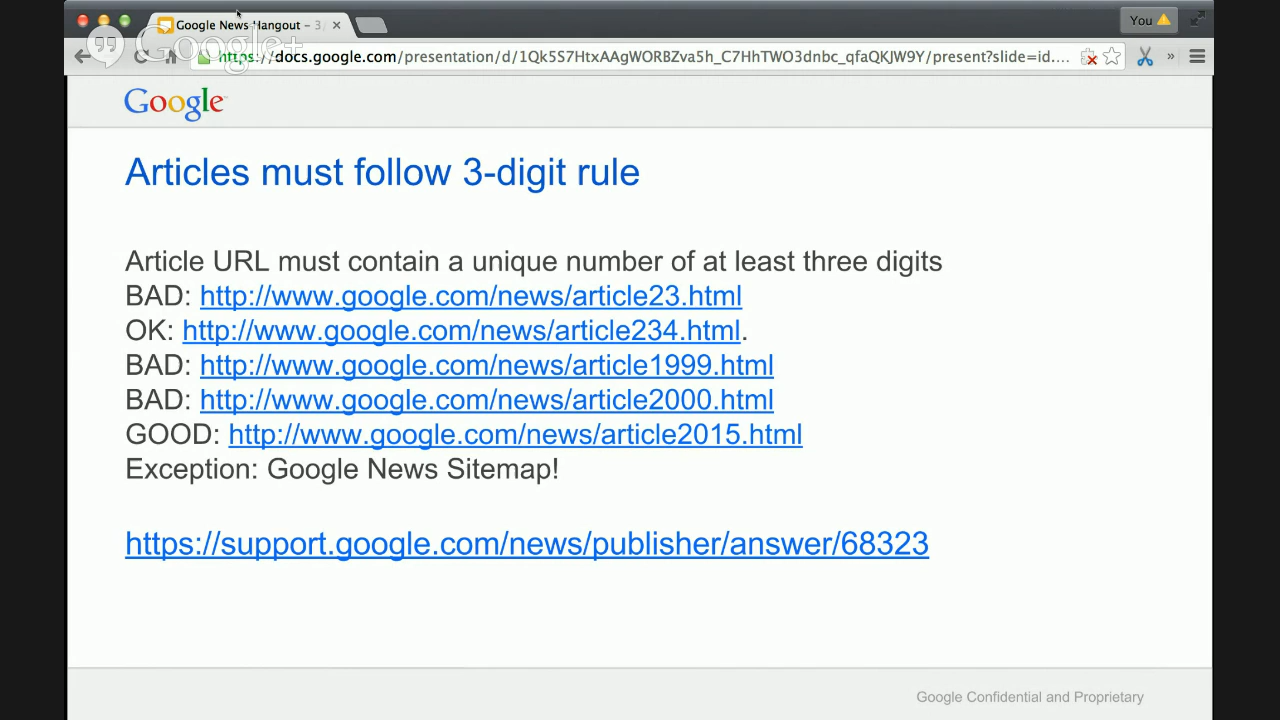 Google News Hangout – 3
You
Google+
https://docs.google.com/presentation/d/1Qk5S7HtxAAgWORBZva5h_C7HhTWO3dnbc_qfaQKJW9Y/present?slide=id....
Google
Articles must follow 3-digit rule
Article URL must contain a unique number of at least three digits
BAD: http://www.google.com/news/article23.html
OK: http://www.google.com/news/article234.html.
BAD: http://www.google.com/news/article1999.html
BAD: http://www.google.com/news/article2000.html
GOOD: http://www.google.com/news/article2015.html
Exception: Google News Sitemap!
https://support.google.com/news/publisher/answer/68323
Google Confidential and Proprietary